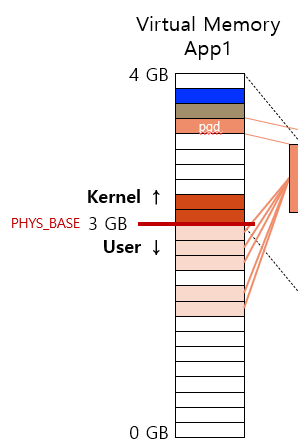 Virtual Memory
App1
4 GB
pgd
Kernel ↑
PHYS_BASE 3 GB
User ↓
0 GB